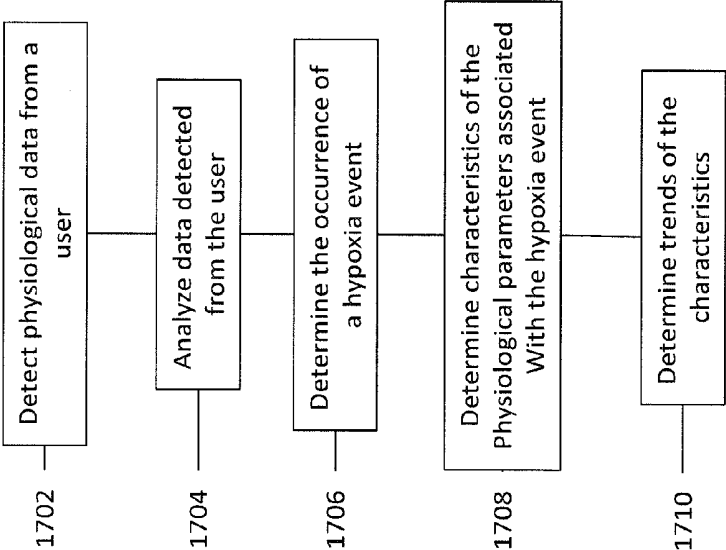 1702
Detect physiological data from a
user
1704
Analyze data detected
from the user
1706
Determine the occurrence of
a hypoxia event
1708
Determine characteristics of the
Physiological parameters associated
With the hypoxia event
1710
Determine trends of the
characteristics